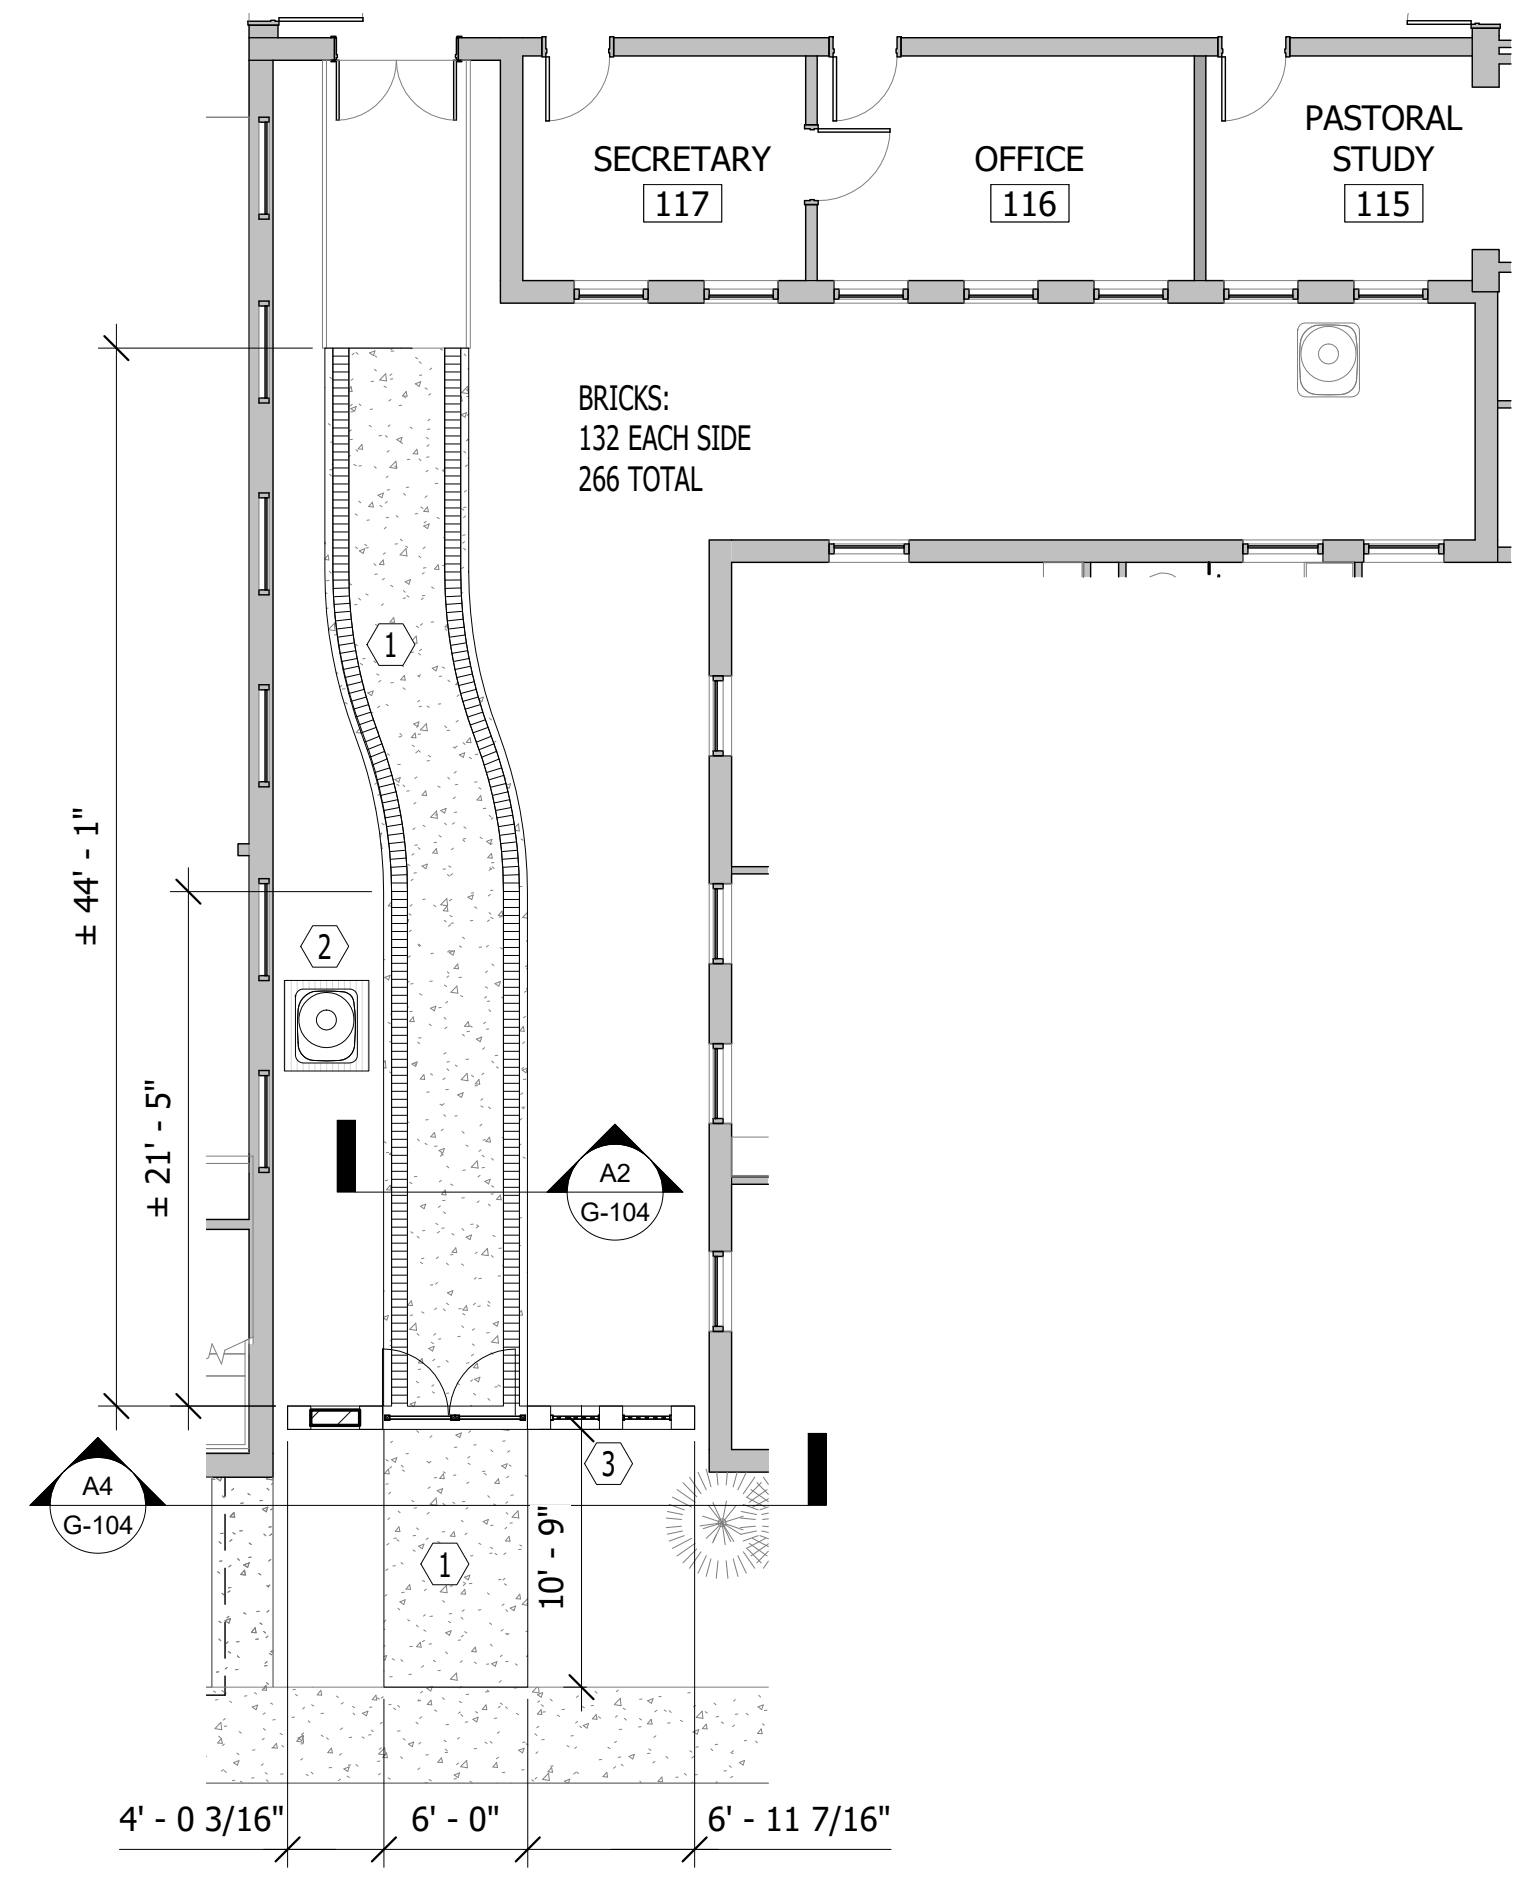 SECRETARY
117
OFFICE
116
PASTORAL
STUDY
115
BRICKS:
132 EACH SIDE
266 TOTAL
1
± 44' - 1"
2
± 21' - 5"
A2
G-104
3
A4
G-104
10' - 9"
1
4' - 0 3/16"
6' - 0"
6' - 11 7/16"